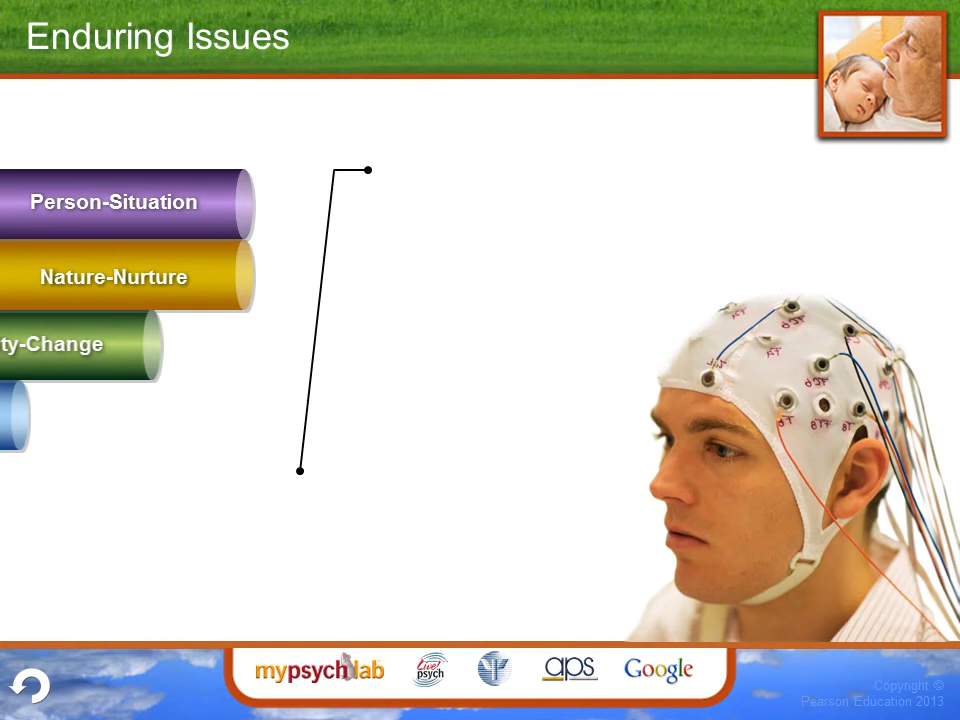 Enduring Issues
Person-Situation
Nature-Nurture
ty-Change
mypsychlab
Live!
psych
aps
Google
Copyright ©
Pearson Education 2013